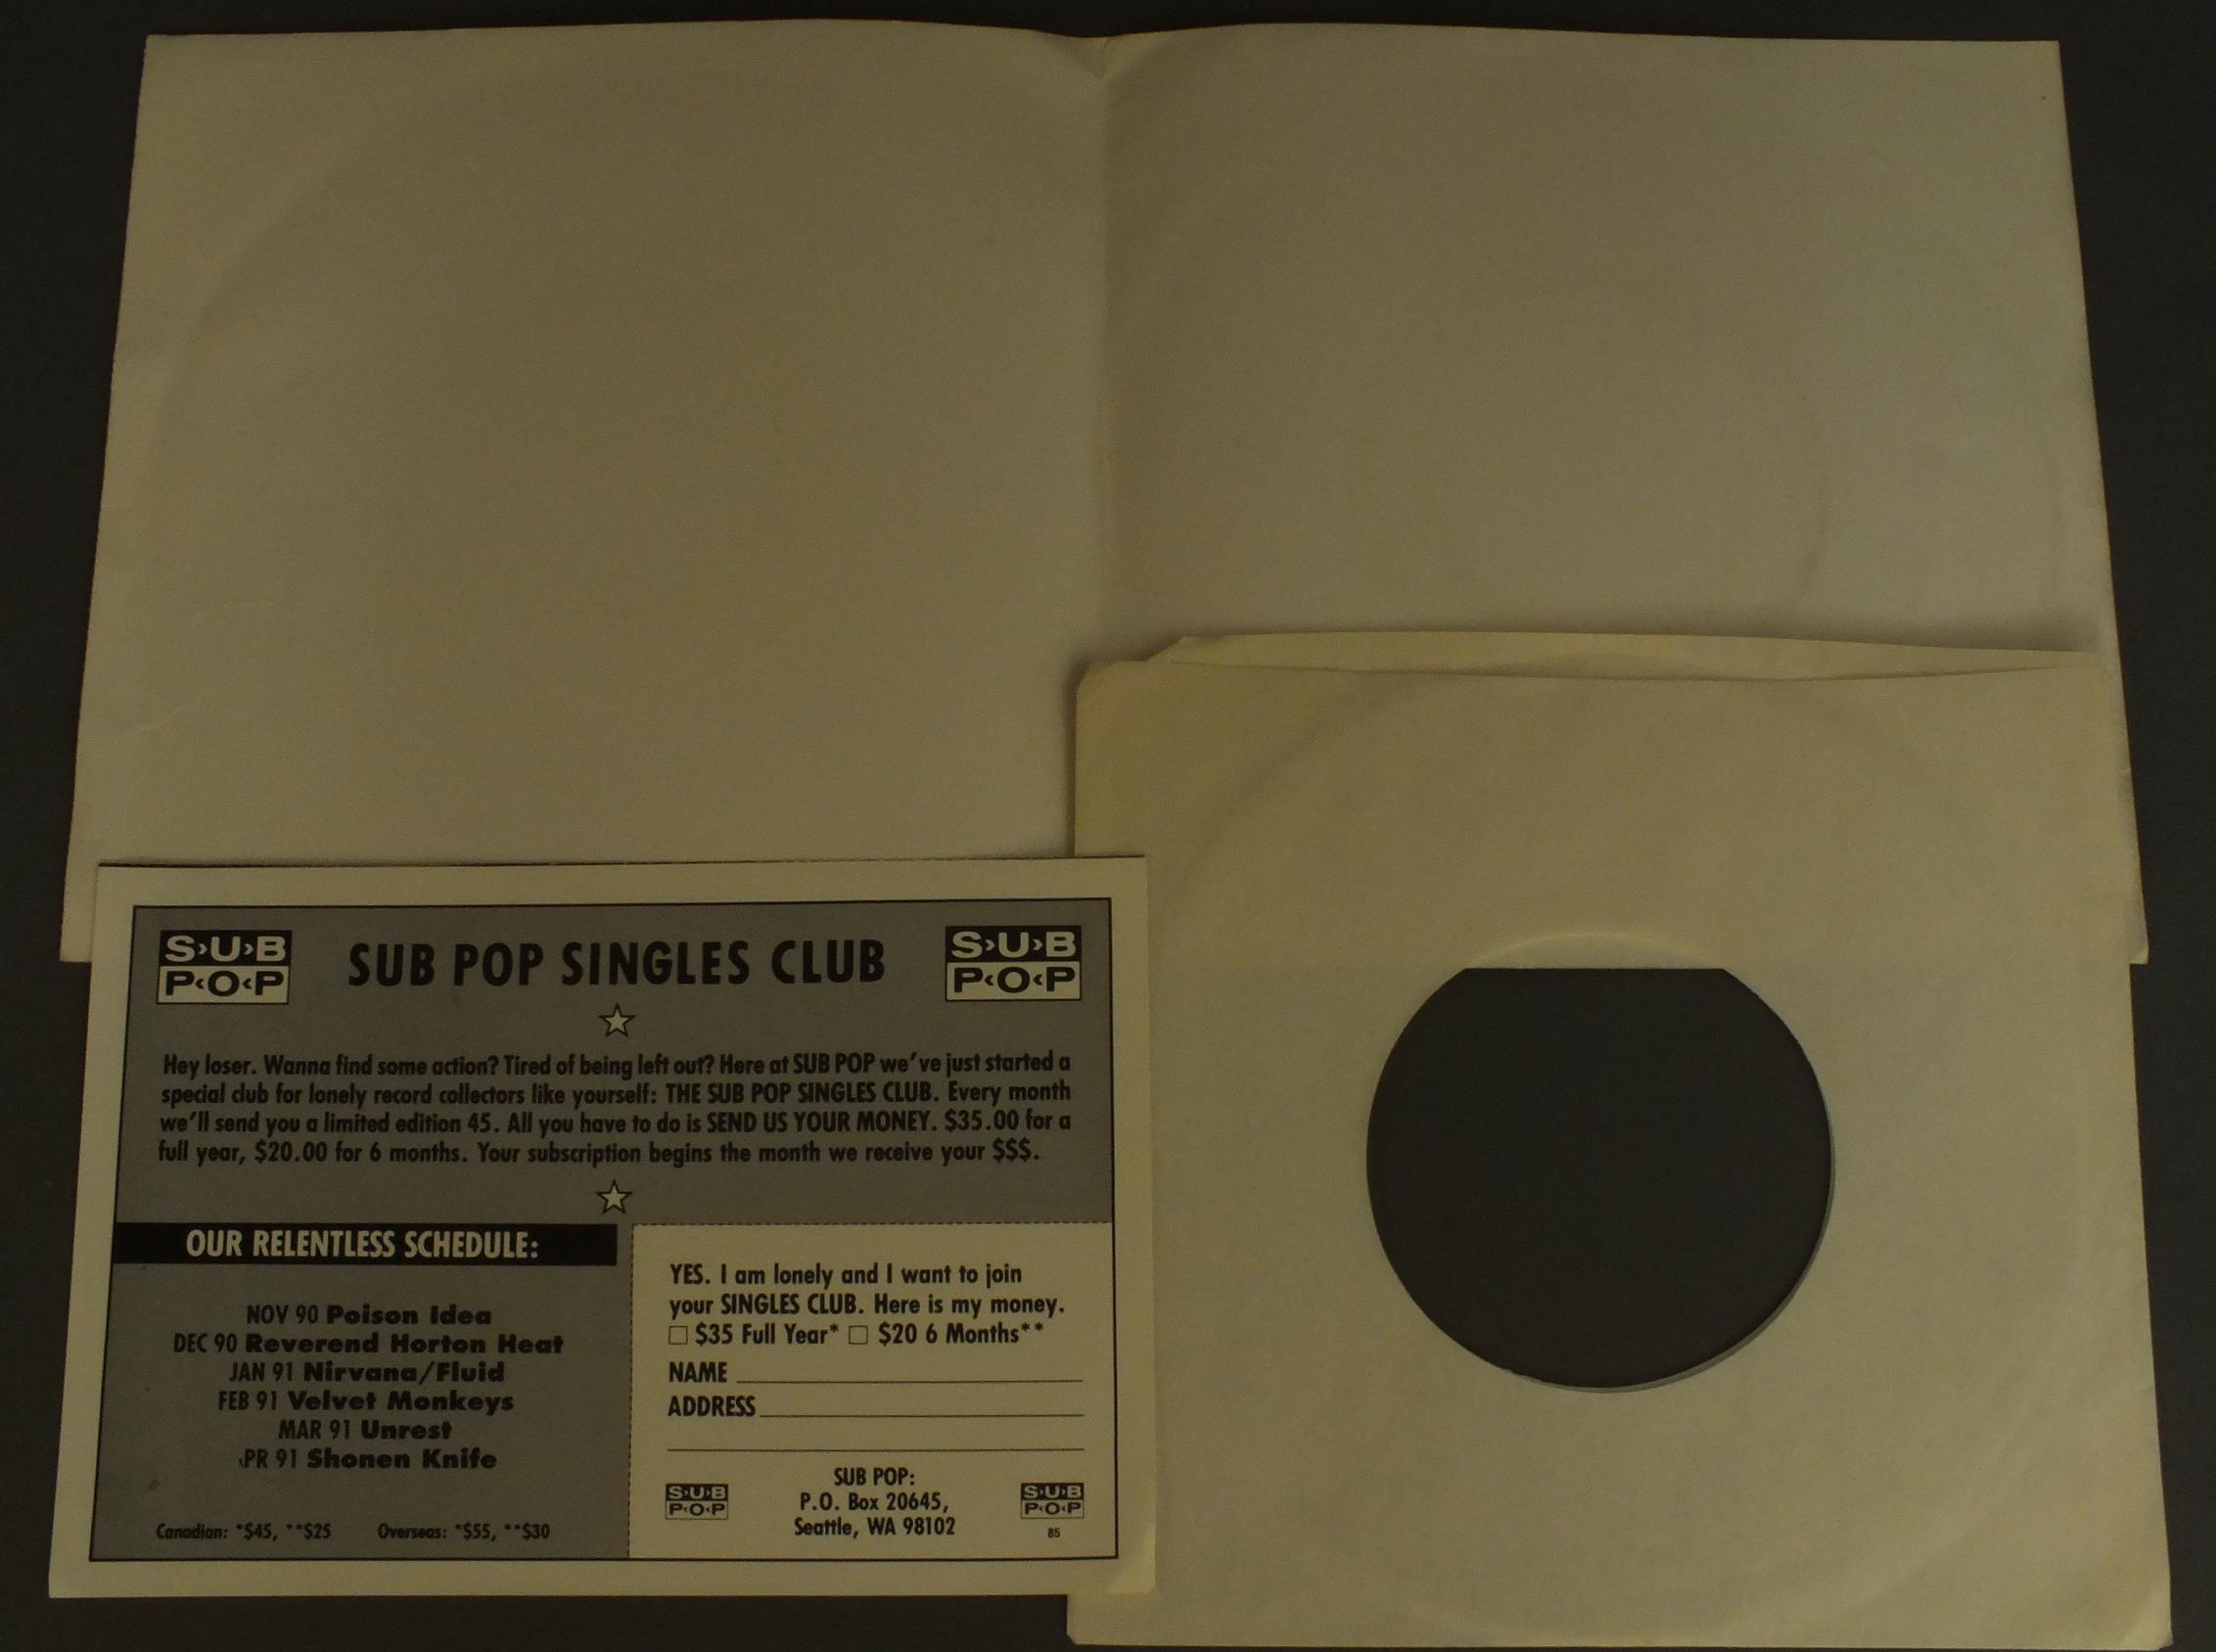 S›U›B
P‹O‹P
SUB POP SINGLES CLUB
S›U›B
P‹O‹P
Hey loser. Wanna find some action? Tired of being left out? Here at SUB POP we've just started a
special club for lonely record collectors like yourself: THE SUB POP SINGLES CLUB. Every month
we'll send you a limited edition 45. All you have to do is SEND US YOUR MONEY. $35.00 for a
full year, $20.00 for 6 months. Your subscription begins the month we receive your $$$.
OUR RELENTLESS SCHEDULE:
NOV 90 Poison Idea
DEC 90 Reverend Horton Heat
JAN 91 Nirvana/Fluid
FEB 91 Velvet Monkeys
MAR 91 Unrest
PR 91 Shonen Knife
Canadian: *$45, **$25 Overseas: *$55, **$30
YES. I am lonely and I want to join
your SINGLES CLUB. Here is my money.
☐ $35 Full Year* ☐ $20 6 Months**
NAME
ADDRESS
S›U›B
P‹O‹P
SUB POP:
P.O. Box 20645,
Seattle, WA 98102
S›U›B
P‹O‹P
85